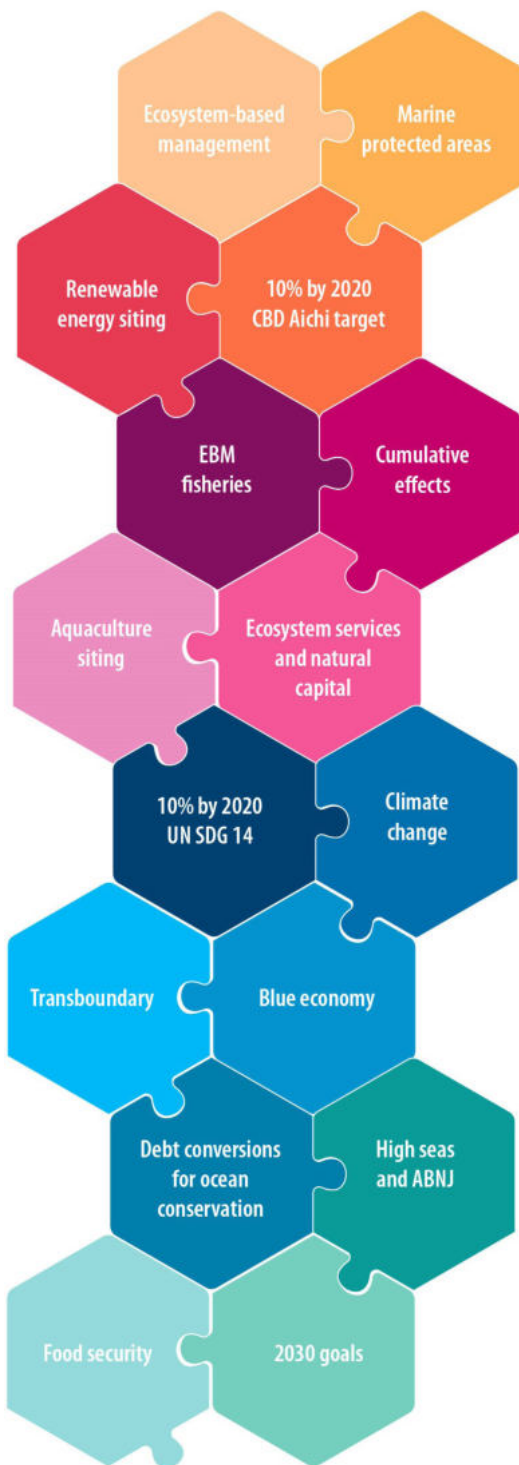 Ecosystem-based
management
Marine
protected areas
Renewable
energy siting
10% by 2020
CBD Aichi target
EBM
fisheries
Cumulative
effects
Aquaculture
siting
Ecosystem services
and natural
capital
10% by 2020
UN SDG 14
Climate
change
Transboundary
Blue economy
Debt conversions
for ocean
conservation
High seas
and ABNJ
Food security
2030 goals